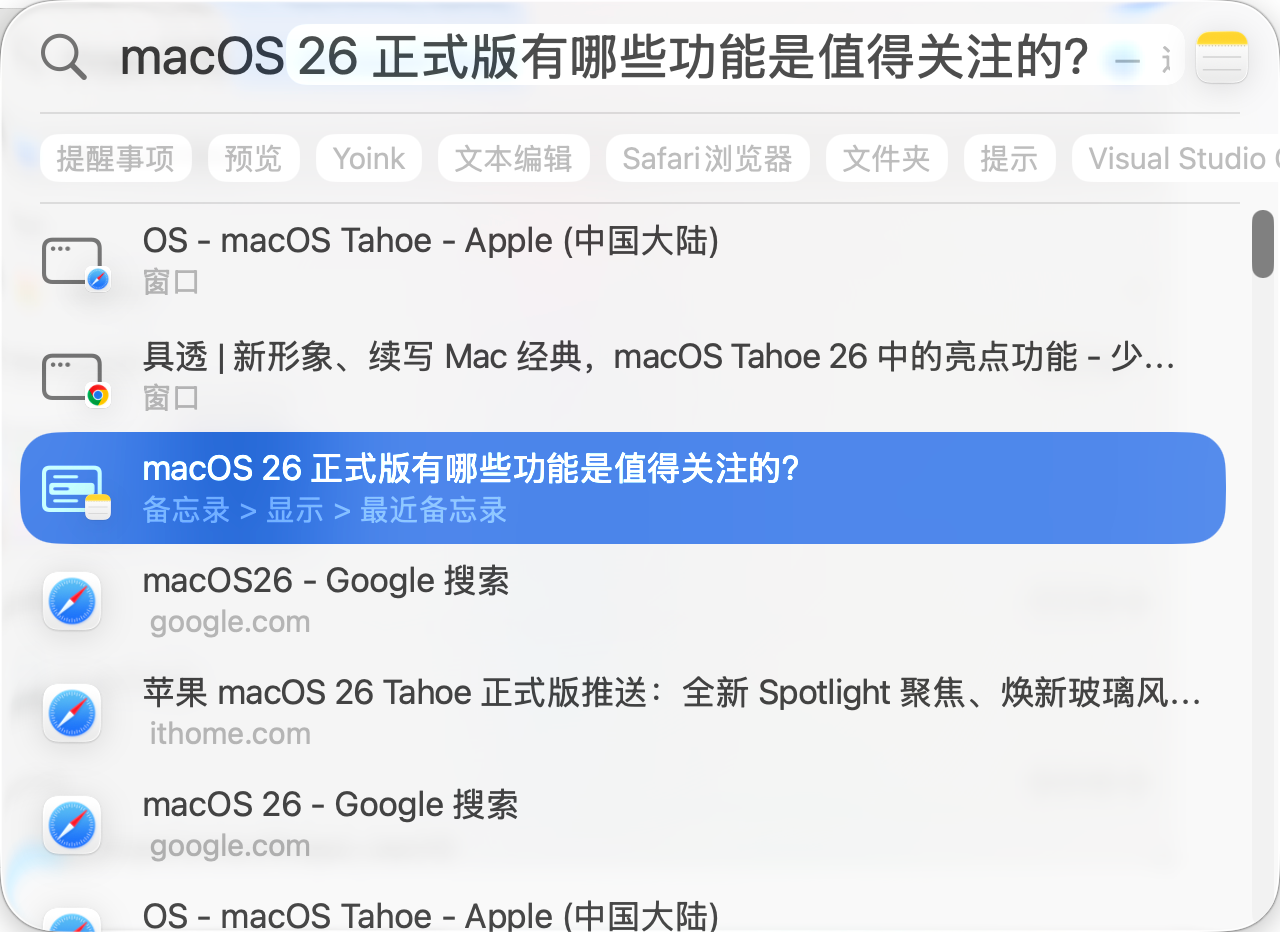 macOS 26 正式版有哪些功能是值得关注的? —
提醒事项 预览 Yoink 文本编辑 Safari浏览器 文件夹 提示 Visual Studio
OS - macOS Tahoe - Apple (中国大陆)
窗口
具透 | 新形象、续写 Mac 经典，macOS Tahoe 26 中的亮点功能 - 少…
窗口
macOS 26 正式版有哪些功能是值得关注的?
备忘录 > 显示 > 最近备忘录
macOS26 - Google 搜索
google.com
苹果 macOS 26 Tahoe 正式版推送：全新 Spotlight 聚焦、焕新玻璃风…
ithome.com
macOS 26 - Google 搜索
google.com
OS - macOS Tahoe - Apple (中国大陆)